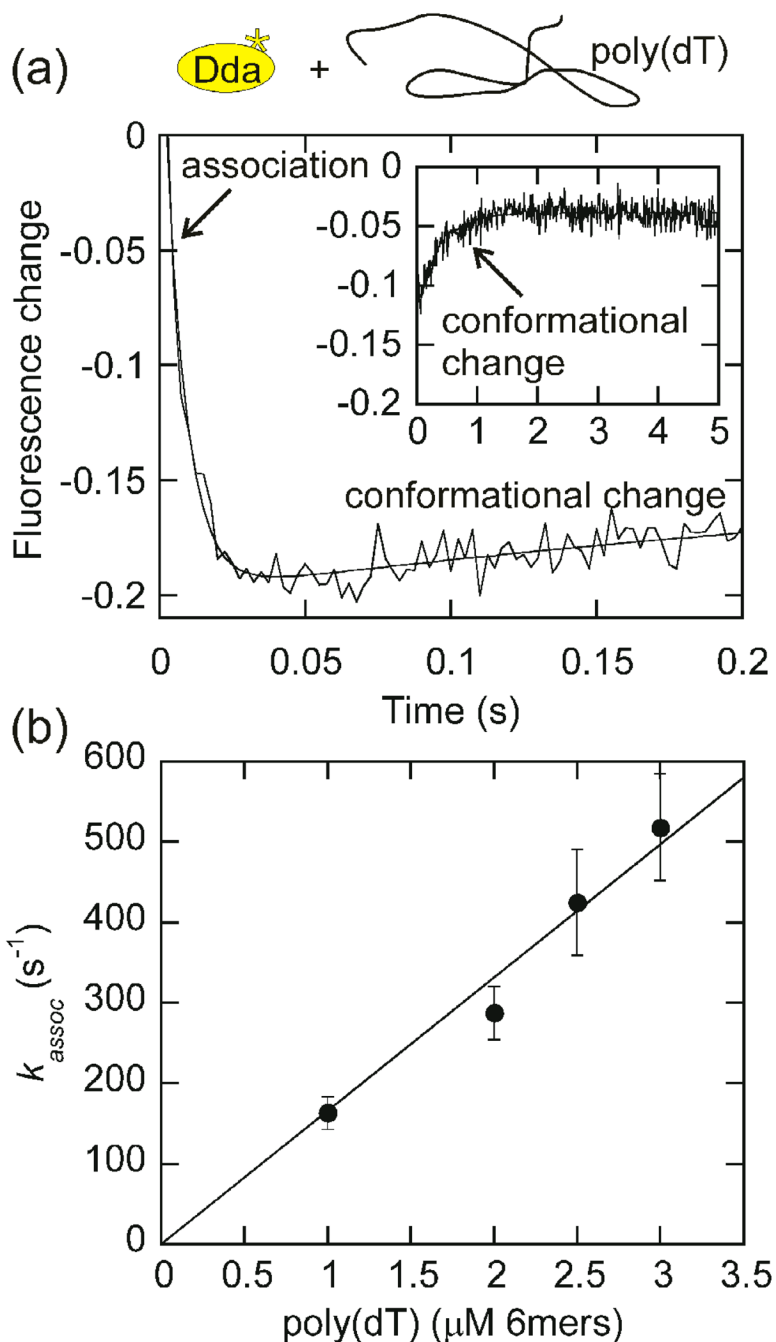 (a)
Dda
*
+
poly(dT)
0
-0.05
-0.1
-0.15
-0.2
Fluorescence change
association
0
-0.05
-0.1
-0.15
-0.2
conformational
change
0 1 2 3 4 5
conformational change
0 0.05 0.1 0.15 0.2
Time (s)
(b)
600
500
400
300
200
100
0
k assoc (s-1)
0 0.5 1 1.5 2 2.5 3 3.5
poly(dT) (μM 6mers)